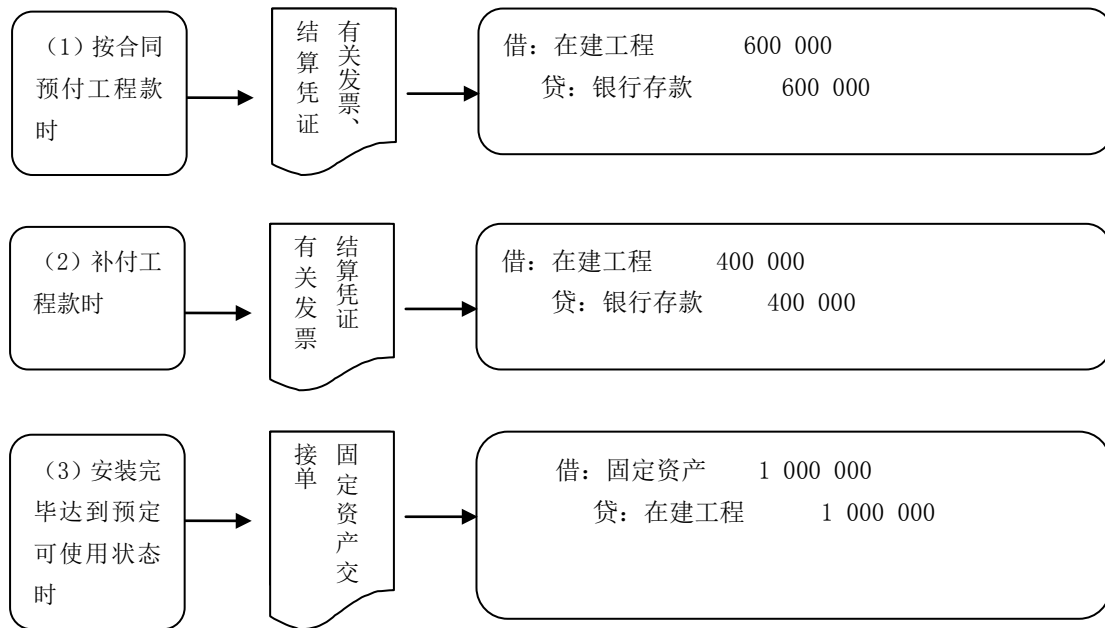 （1）按合同
预付工程款
时
有关发票、
结算凭证
借：在建工程 600 000
贷：银行存款 600 000
（2）补付工
程款时
结算凭证
有关发票
借：在建工程 400 000
贷：银行存款 400 000
（3）安装完
毕达到预定
可使用状态
时
固定资产交
接单
借：固定资产 1 000 000
贷：在建工程 1 000 000